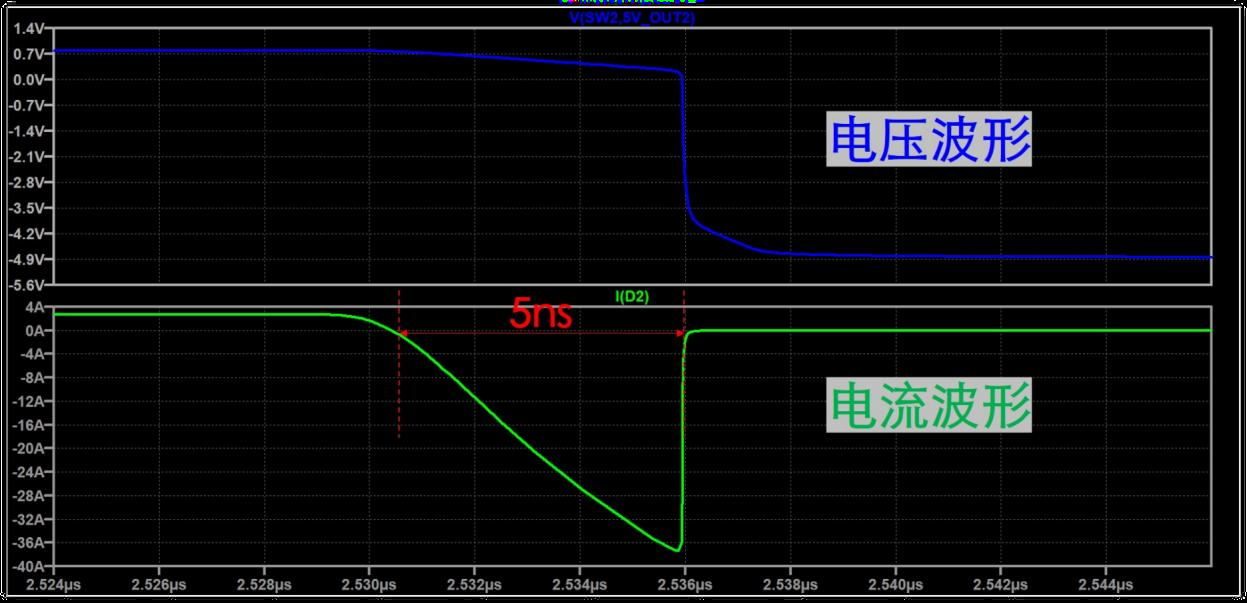 V(SW2,5V_OUT2)
1.4V
0.7V
0.0V
-0.7V
-1.4V
-2.1V
-2.8V
-3.5V
-4.2V
-4.9V
-5.6V
电压波形
I(D2)
5ns
4A
0A
-4A
-8A
-12A
-16A
-20A
-24A
-28A
-32A
-36A
-40A
电流波形
2.524µs 2.526µs 2.528µs 2.530µs 2.532µs 2.534µs 2.536µs 2.538µs 2.540µs 2.542µs 2.544µs